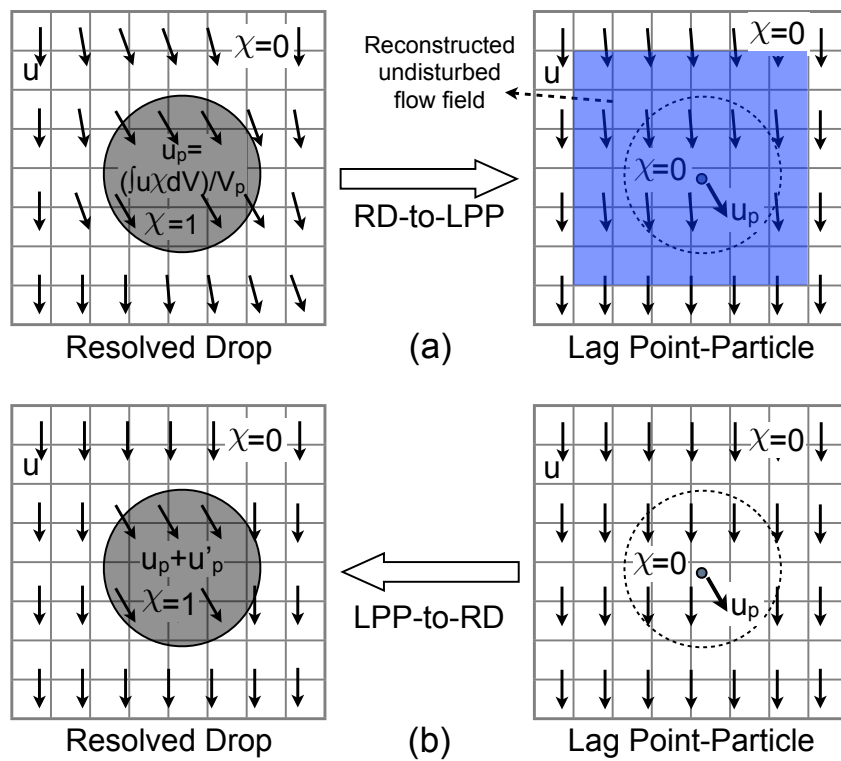 χ=0
u
u_p=
(∫uχdV)/V_p
χ=1
Resolved Drop
RD-to-LPP
(a)
Reconstructed
undisturbed
flow field
χ=0
u
χ=0
u_p
Lag Point-Particle
χ=0
u
u_p+u'_p
χ=1
Resolved Drop
LPP-to-RD
(b)
χ=0
u
χ=0
u_p
Lag Point-Particle